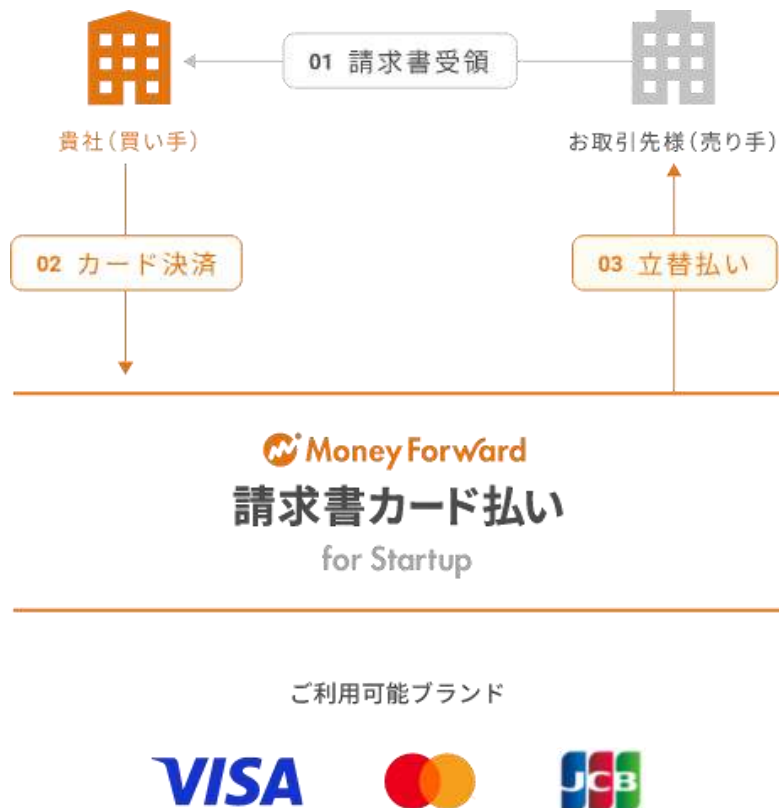 01 請求書受領
貴社（買い手）
お取引先様（売り手）
02 カード決済
03 立替払い
Money Forward
請求書カード払い
for Startup
ご利用可能ブランド
VISA
JCB